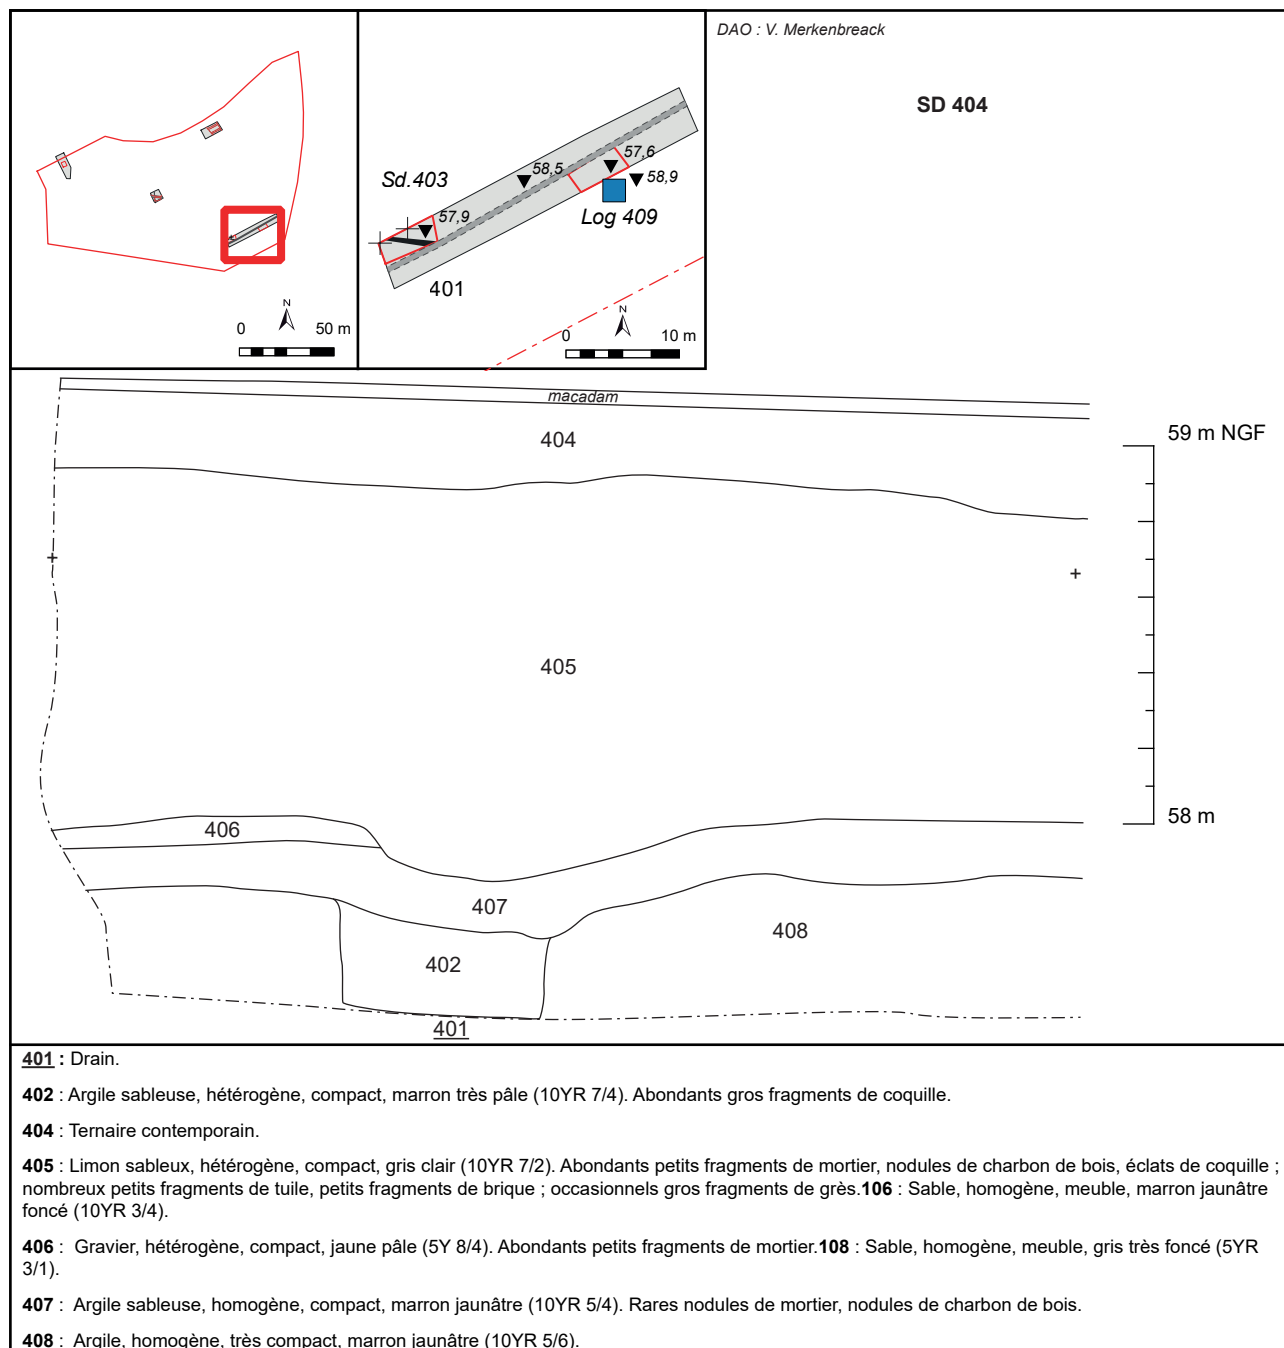 DAO : V. Merkenbreack
SD 404
N
0 50 m
Sd.403
57,9
58,5
57,6
58,9
Log 409
401
N
0 10 m
macadam
404
59 m NGF
405
58 m
406
407
408
402
401
401 : Drain.
402 : Argile sableuse, hétérogène, compact, marron très pâle (10YR 7/4). Abondants gros fragments de coquille.
404 : Ternaire contemporain.
405 : Limon sableux, hétérogène, compact, gris clair (10YR 7/2). Abondants petits fragments de mortier, nodules de charbon de bois, éclats de coquille ;
nombreux petits fragments de tuile, petits fragments de brique ; occasionnels gros fragments de grès.106 : Sable, homogène, meuble, marron jaunâtre
foncé (10YR 3/4).
406 : Gravier, hétérogène, compact, jaune pâle (5Y 8/4). Abondants petits fragments de mortier.108 : Sable, homogène, meuble, gris très foncé (5YR
3/1).
407 : Argile sableuse, homogène, compact, marron jaunâtre (10YR 5/4). Rares nodules de mortier, nodules de charbon de bois.
408 : Argile, homogène, très compact, marron jaunâtre (10YR 5/6).